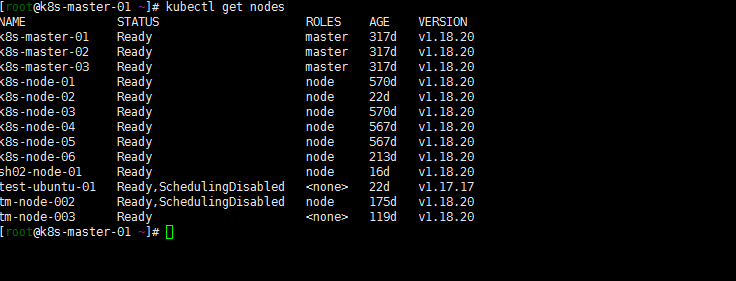 [root@k8s-master-01 ~]# kubectl get nodes
NAME STATUS ROLES AGE VERSION
k8s-master-01 Ready master 317d v1.18.20
k8s-master-02 Ready master 317d v1.18.20
k8s-master-03 Ready master 317d v1.18.20
k8s-node-01 Ready node 570d v1.18.20
k8s-node-02 Ready node 22d v1.18.20
k8s-node-03 Ready node 570d v1.18.20
k8s-node-04 Ready node 567d v1.18.20
k8s-node-05 Ready node 567d v1.18.20
k8s-node-06 Ready node 213d v1.18.20
sh02-node-01 Ready node 16d v1.18.20
test-ubuntu-01 Ready,SchedulingDisabled <none> 22d v1.17.17
tm-node-002 Ready,SchedulingDisabled node 175d v1.18.20
tm-node-003 Ready <none> 119d v1.18.20
[root@k8s-master-01 ~]#